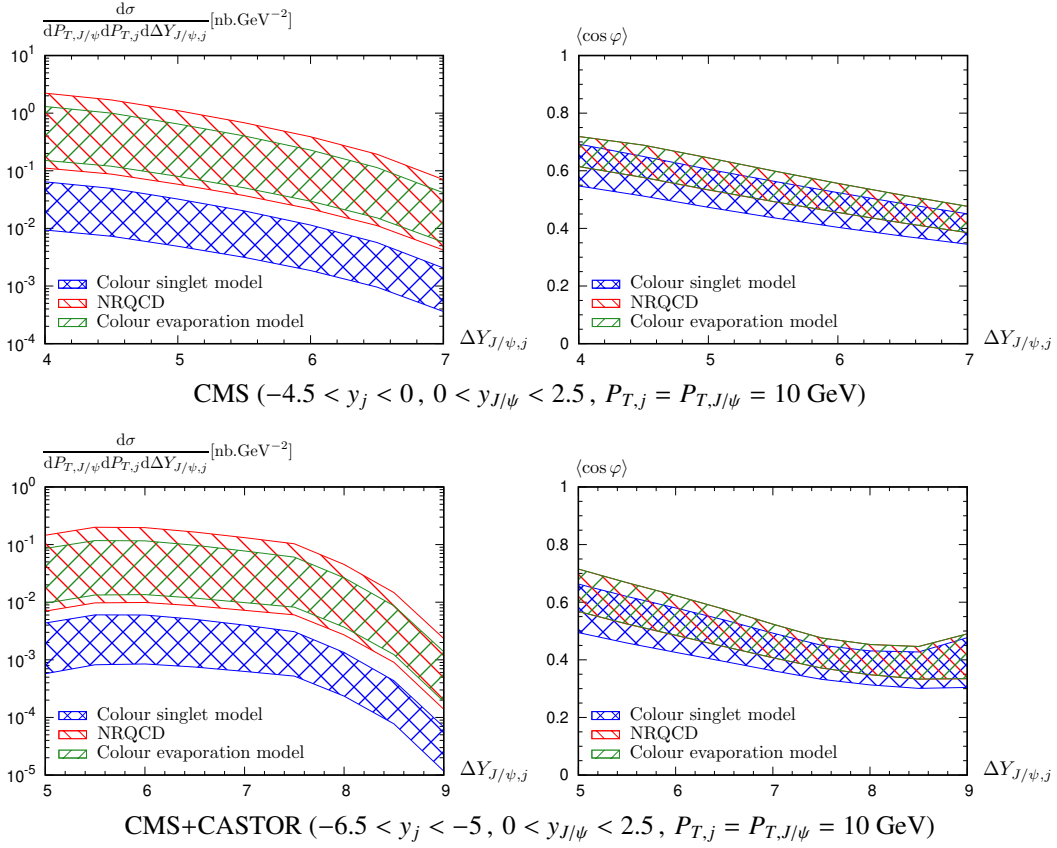 dσ
dP_{T,J/ψ}dP_{T,j}dΔY_{J/ψ,j} [nb.GeV⁻²]
10¹
10⁰
10⁻¹
10⁻²
10⁻³
10⁻⁴
Colour singlet model
NRQCD
Colour evaporation model
4 5 6 7
ΔY_{J/ψ,j}
⟨cos φ⟩
1
0.8
0.6
0.4
0.2
0
Colour singlet model
NRQCD
Colour evaporation model
4 5 6 7
ΔY_{J/ψ,j}
CMS (−4.5 < y_j < 0 , 0 < y_{J/ψ} < 2.5 , P_{T,j} = P_{T,J/ψ} = 10 GeV)
dσ
dP_{T,J/ψ}dP_{T,j}dΔY_{J/ψ,j} [nb.GeV⁻²]
10⁰
10⁻¹
10⁻²
10⁻³
10⁻⁴
10⁻⁵
Colour singlet model
NRQCD
Colour evaporation model
5 6 7 8 9
ΔY_{J/ψ,j}
⟨cos φ⟩
1
0.8
0.6
0.4
0.2
0
Colour singlet model
NRQCD
Colour evaporation model
5 6 7 8 9
ΔY_{J/ψ,j}
CMS+CASTOR (−6.5 < y_j < −5 , 0 < y_{J/ψ} < 2.5 , P_{T,j} = P_{T,J/ψ} = 10 GeV)